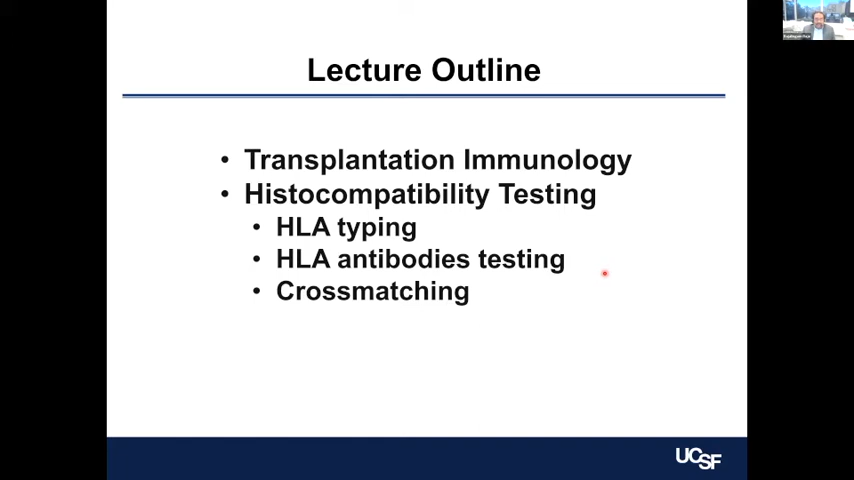 Lecture Outline
• Transplantation Immunology
• Histocompatibility Testing
• HLA typing
• HLA antibodies testing
• Crossmatching
UCSF